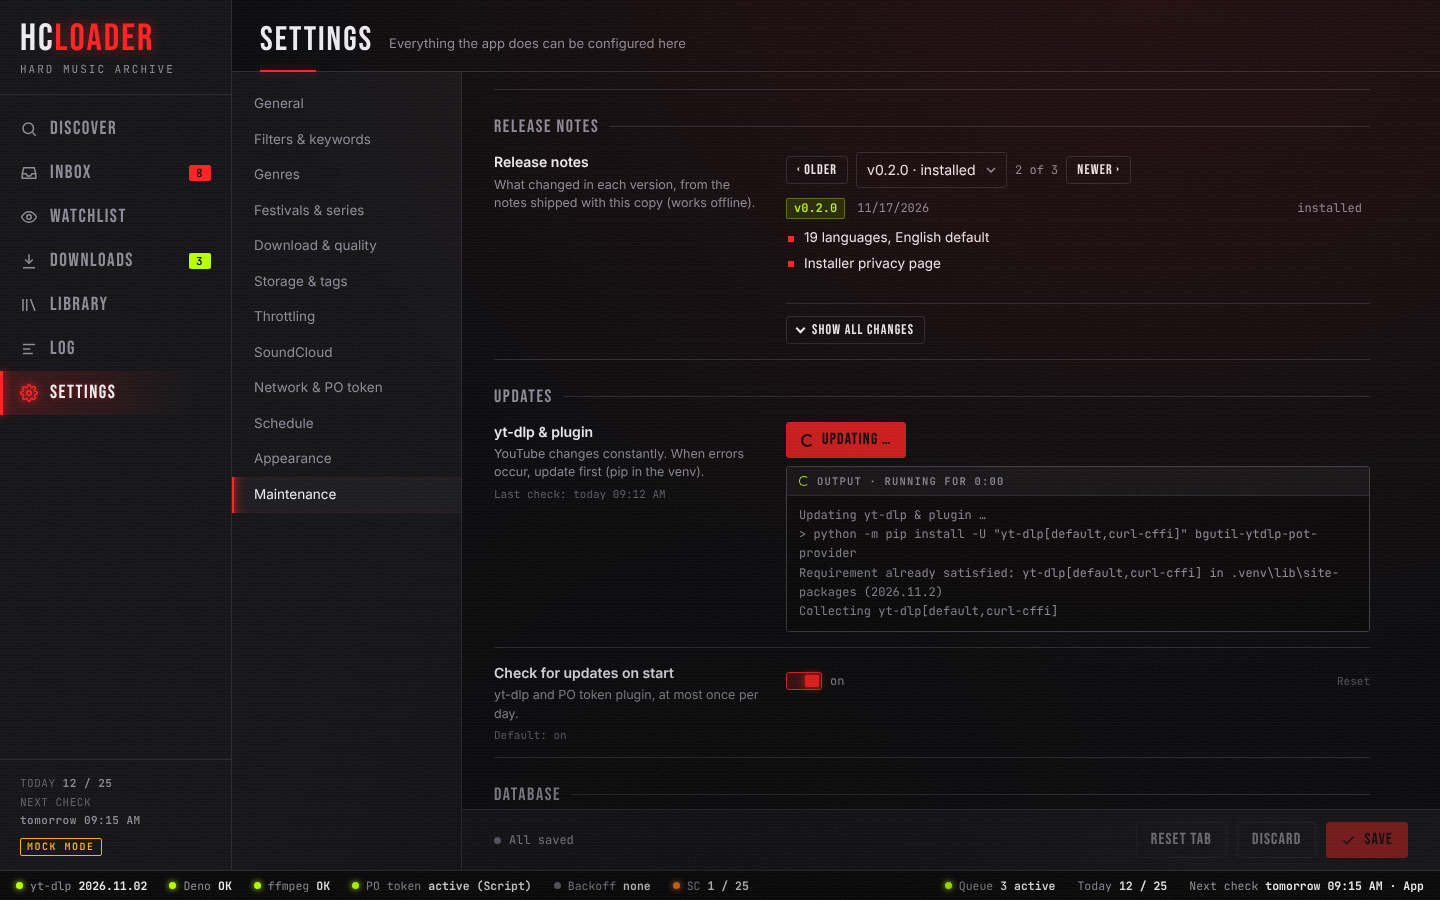 HCLOADER
HARD MUSIC ARCHIVE
DISCOVER
INBOX 8
WATCHLIST
DOWNLOADS 3
LIBRARY
LOG
SETTINGS
TODAY 12 / 25
NEXT CHECK
tomorrow 09:15 AM
MOCK MODE
SETTINGS Everything the app does can be configured here
General
Filters & keywords
Genres
Festivals & series
Download & quality
Storage & tags
Throttling
SoundCloud
Network & PO token
Schedule
Appearance
Maintenance
RELEASE NOTES
Release notes
What changed in each version, from the
notes shipped with this copy (works offline).
‹ OLDER v0.2.0 · installed 2 of 3 NEWER ›
v0.2.0 11/17/2026 installed
19 languages, English default
Installer privacy page
SHOW ALL CHANGES
UPDATES
yt-dlp & plugin
YouTube changes constantly. When errors
occur, update first (pip in the venv).
Last check: today 09:12 AM
UPDATING …
OUTPUT · RUNNING FOR 0:00
Updating yt-dlp & plugin …
> python -m pip install -U "yt-dlp[default,curl-cffi]" bgutil-ytdlp-pot-
provider
Requirement already satisfied: yt-dlp[default,curl-cffi] in .venv\lib\site-
packages (2026.11.2)
Collecting yt-dlp[default,curl-cffi]
Check for updates on start
yt-dlp and PO token plugin, at most once per
day.
Default: on
on Reset
DATABASE
All saved RESET TAB DISCARD SAVE
yt-dlp 2026.11.02 Deno OK ffmpeg OK PO token active (Script) Backoff none SC 1 / 25 Queue 3 active Today 12 / 25 Next check tomorrow 09:15 AM · App